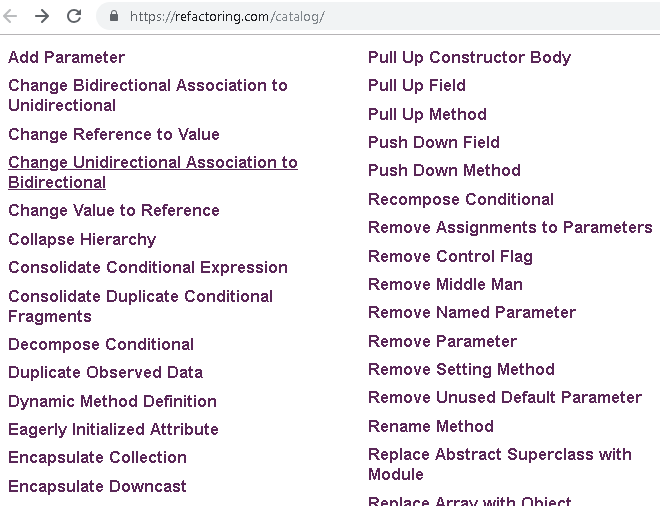 https://refactoring.com/catalog/
Add Parameter
Change Bidirectional Association to
Unidirectional
Change Reference to Value
Change Unidirectional Association to
Bidirectional
Change Value to Reference
Collapse Hierarchy
Consolidate Conditional Expression
Consolidate Duplicate Conditional
Fragments
Decompose Conditional
Duplicate Observed Data
Dynamic Method Definition
Eagerly Initialized Attribute
Encapsulate Collection
Encapsulate Downcast
Pull Up Constructor Body
Pull Up Field
Pull Up Method
Push Down Field
Push Down Method
Recompose Conditional
Remove Assignments to Parameters
Remove Control Flag
Remove Middle Man
Remove Named Parameter
Remove Parameter
Remove Setting Method
Remove Unused Default Parameter
Rename Method
Replace Abstract Superclass with
Module
Replace Array with Object